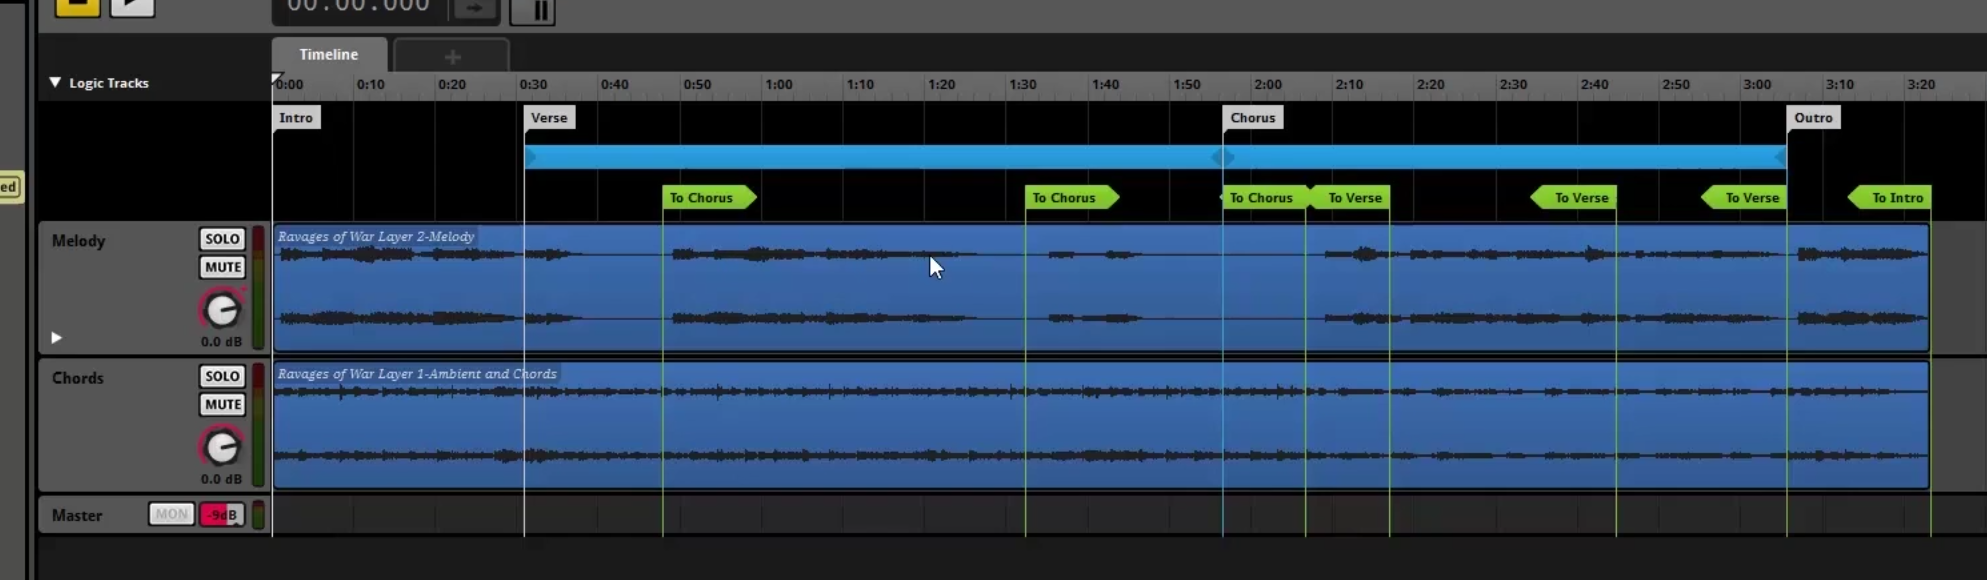 00:00:000
Timeline +
Logic Tracks 0:00 0:10 0:20 0:30 0:40 0:50 1:00 1:10 1:20 1:30 1:40 1:50 2:00 2:10 2:20 2:30 2:40 2:50 3:00 3:10 3:20
Intro Verse Chorus Outro
ed To Chorus To Chorus To Chorus To Verse To Verse To Verse To Intro
Melody SOLO Ravages of War Layer 2-Melody
MUTE
0.0 dB
Chords SOLO Ravages of War Layer 1-Ambient and Chords
MUTE
0.0 dB
Master MON -9dB